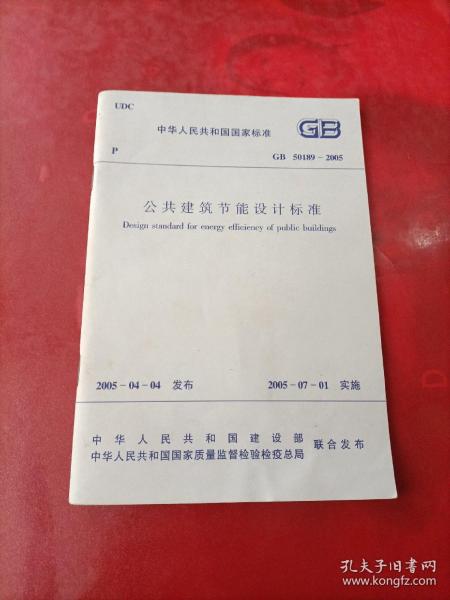 UDC
中华人民共和国国家标准 GB
P
GB 50189-2005
公共建筑节能设计标准
Design standard for energy efficiency of public buildings
2005-04-04 发布 2005-07-01 实施
中华人民共和国建设部
中华人民共和国国家质量监督检验检疫总局
联合发布
孔夫子旧书网
www.kongfz.com